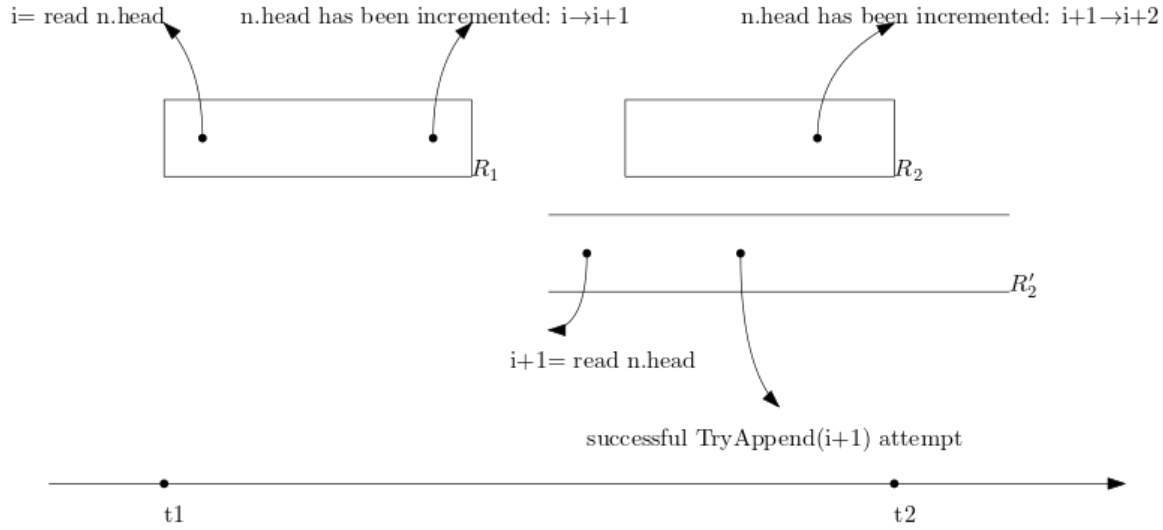 i= read n.head
n.head has been incremented: i→i+1
n.head has been incremented: i+1→i+2
R₁
R₂
R′₂
i+1= read n.head
successful TryAppend(i+1) attempt
t1
t2